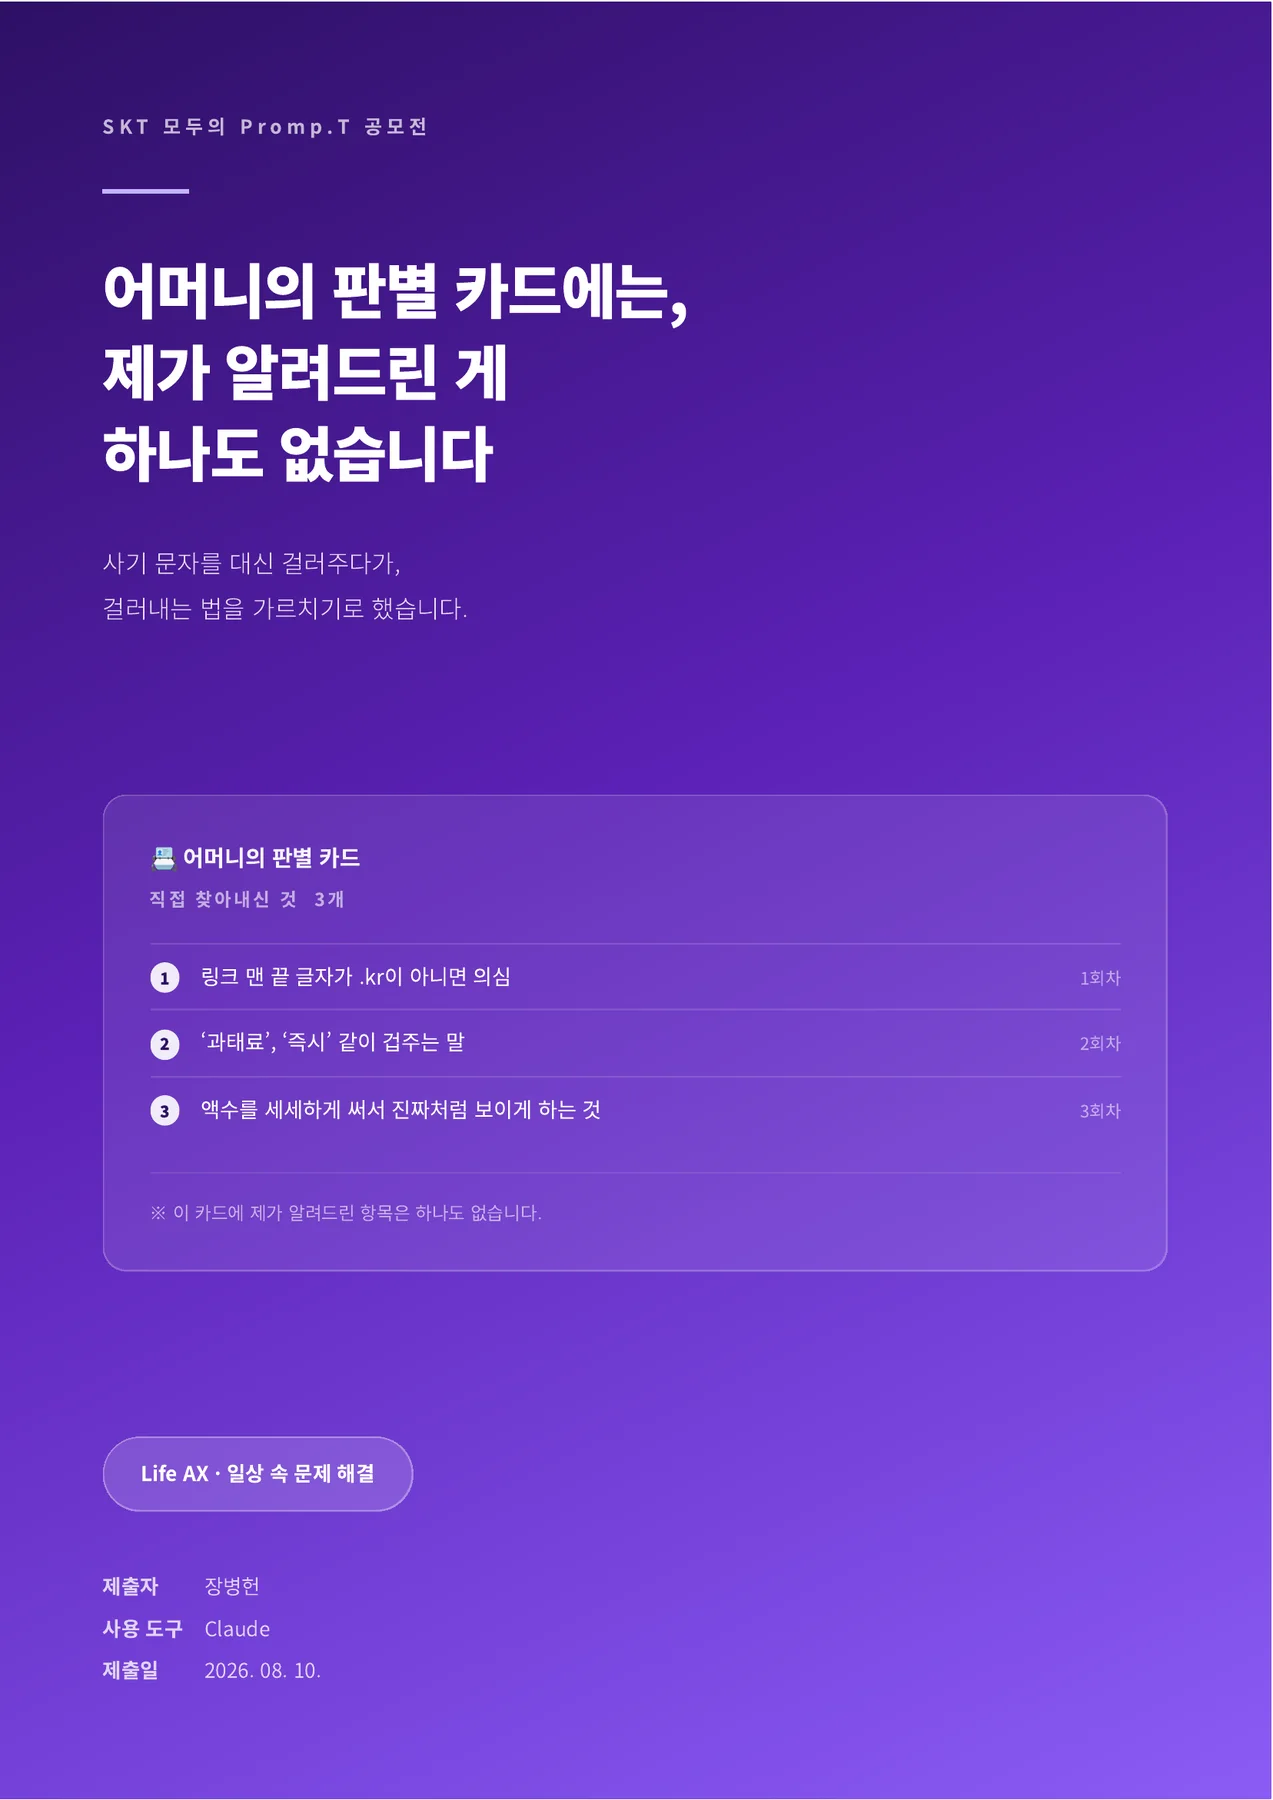 SKT 모두의 Promp.T 공모전
어머니의 판별 카드에는,
제가 알려드린 게
하나도 없습니다
사기 문자를 대신 걸러주다가,
걸러내는 법을 가르치기로 했습니다.
어머니의 판별 카드
직접 찾아내신 것 3개
1 링크 맨 끝 글자가 .kr이 아니면 의심 1회차
2 ‘과태료’, ‘즉시’ 같이 겁주는 말 2회차
3 액수를 세세하게 써서 진짜처럼 보이게 하는 것 3회차
※ 이 카드에 제가 알려드린 항목은 하나도 없습니다.
Life AX · 일상 속 문제 해결
제출자 장병헌
사용 도구 Claude
제출일 2026. 08. 10.